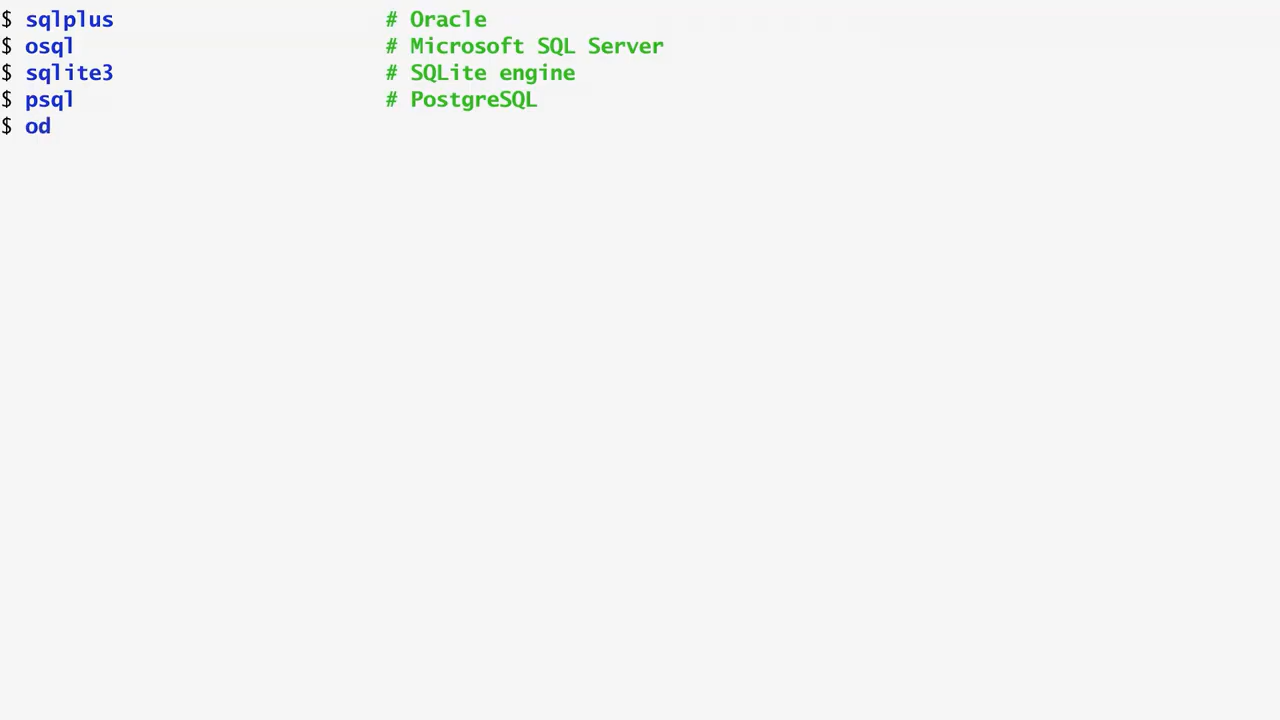 $ sqlplus # Oracle
$ osql # Microsoft SQL Server
$ sqlite3 # SQLite engine
$ psql # PostgreSQL
$ od